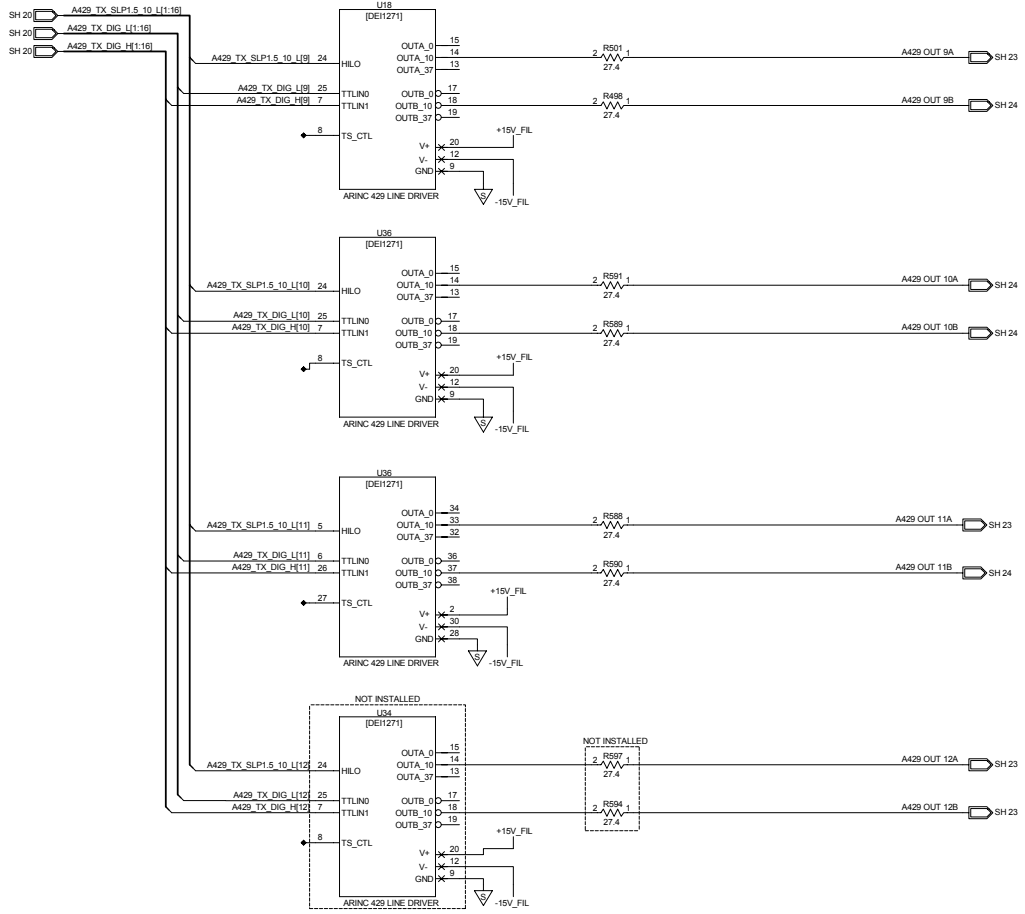 SH 20 A429_TX_SLP1.5_10_L[1:16]
SH 20 A429_TX_DIG_L[1:16]
SH 20 A429_TX_DIG_H[1:16]
U18
[DEI1271]
OUTA_0 15
OUTA_10 14 2 R501 1 A429 OUT 9A SH 23
27.4
OUTA_37 13
A429_TX_SLP1.5_10_L[9] 24 HILO
A429_TX_DIG_L[9] 25 TTLIN0 OUTB_0 17
A429_TX_DIG_H[9] 7 TTLIN1 OUTB_10 18 2 R498 1 A429 OUT 9B SH 24
27.4
OUTB_37 19
8 TS_CTL
V+ 20 +15V_FIL
V- 12
GND 9
S -15V_FIL
ARINC 429 LINE DRIVER
U36
[DEI1271]
OUTA_0 15
OUTA_10 14 2 R591 1 A429 OUT 10A SH 24
27.4
OUTA_37 13
A429_TX_SLP1.5_10_L[10] 24 HILO
A429_TX_DIG_L[10] 25 TTLIN0 OUTB_0 17
A429_TX_DIG_H[10] 7 TTLIN1 OUTB_10 18 2 R589 1 A429 OUT 10B SH 24
27.4
OUTB_37 19
8 TS_CTL
V+ 20 +15V_FIL
V- 12
GND 9
S -15V_FIL
ARINC 429 LINE DRIVER
U36
[DEI1271]
OUTA_0 34
OUTA_10 33 2 R588 1 A429 OUT 11A SH 23
27.4
OUTA_37 32
A429_TX_SLP1.5_10_L[11] 5 HILO
A429_TX_DIG_L[11] 6 TTLIN0 OUTB_0 36
A429_TX_DIG_H[11] 26 TTLIN1 OUTB_10 37 2 R590 1 A429 OUT 11B SH 24
27.4
OUTB_37 38
27 TS_CTL
V+ 2 +15V_FIL
V- 30
GND 28
S -15V_FIL
ARINC 429 LINE DRIVER
NOT INSTALLED
U34
[DEI1271]
NOT INSTALLED
OUTA_0 15
OUTA_10 14 2 R597 1 A429 OUT 12A SH 23
27.4
OUTA_37 13
A429_TX_SLP1.5_10_L[12] 24 HILO
A429_TX_DIG_L[12] 25 TTLIN0 OUTB_0 17
A429_TX_DIG_H[12] 7 TTLIN1 OUTB_10 18 2 R594 1 A429 OUT 12B SH 23
27.4
OUTB_37 19
8 TS_CTL
V+ 20 +15V_FIL
V- 12
GND 9
S -15V_FIL
ARINC 429 LINE DRIVER